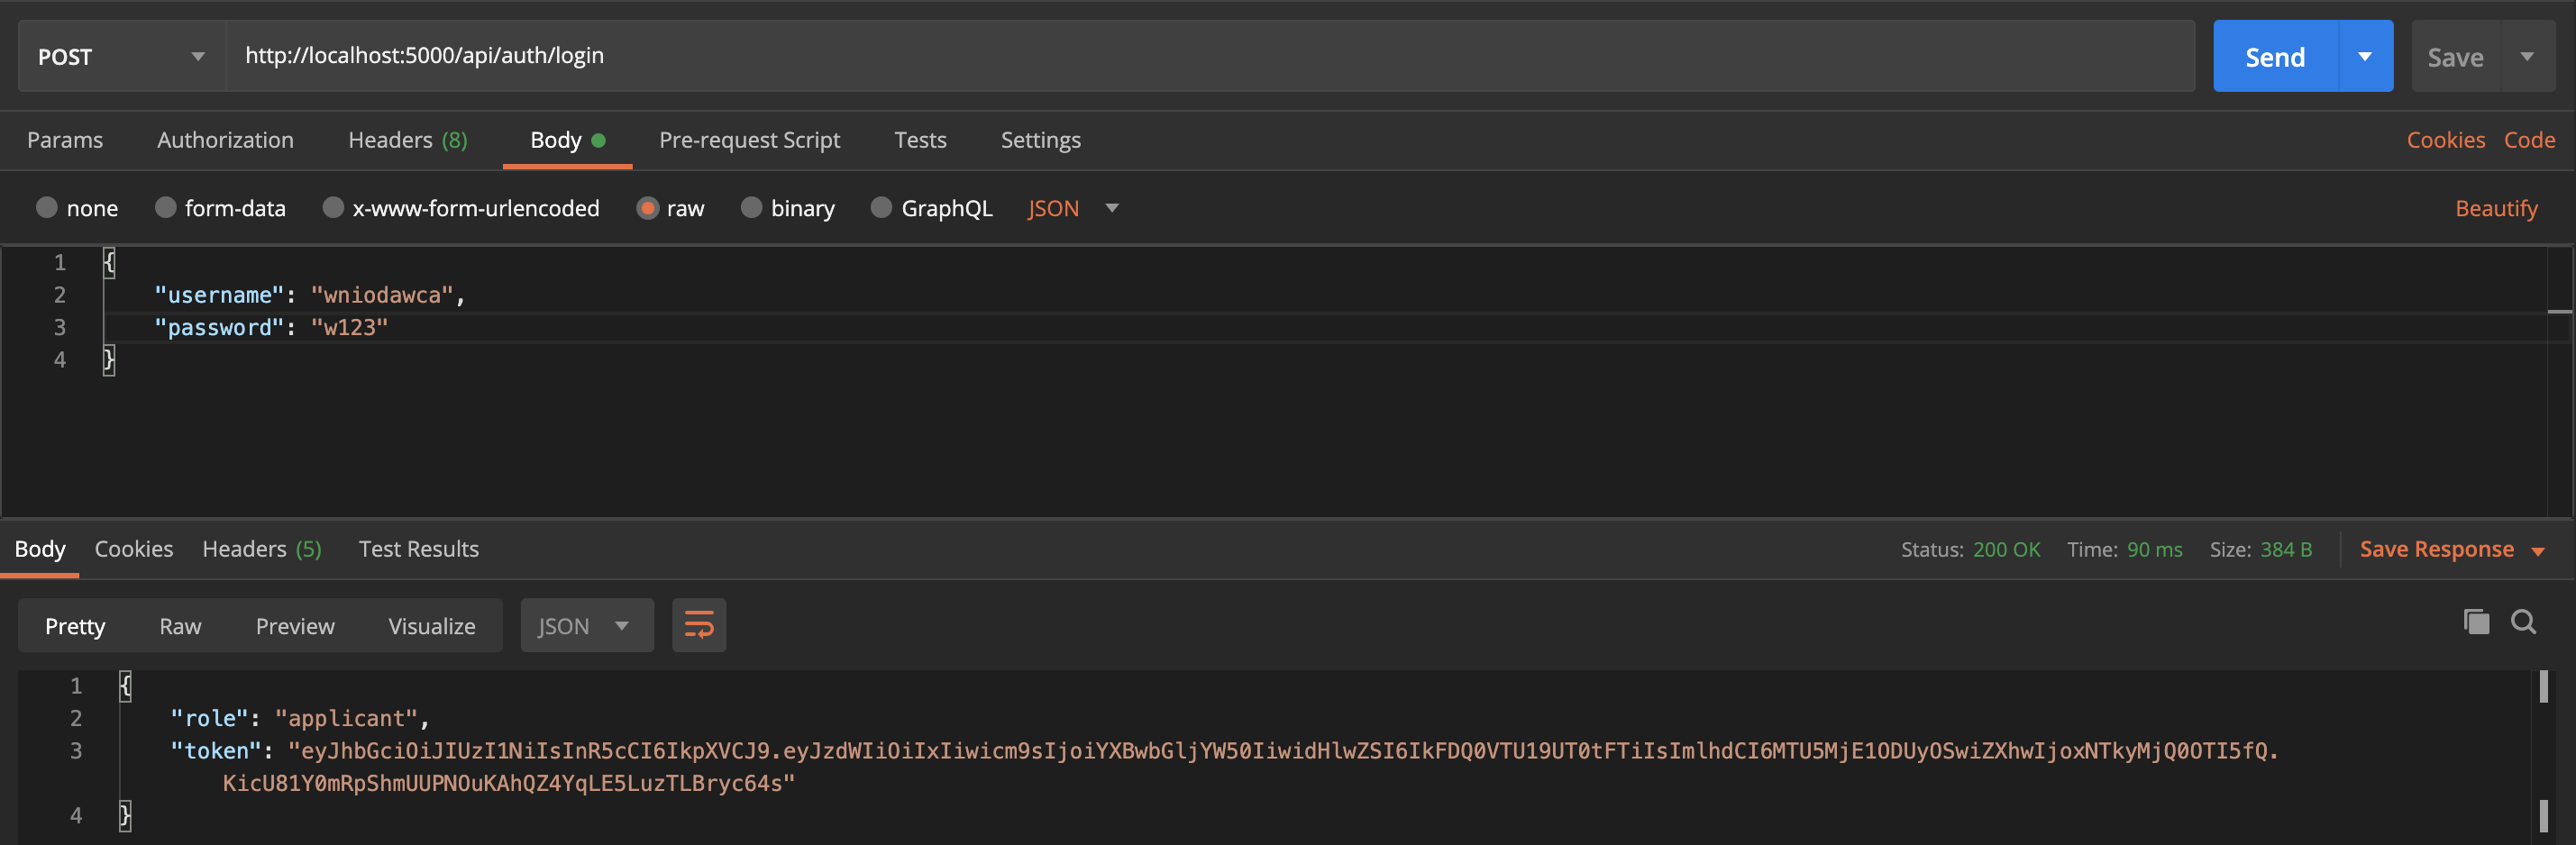 POST http://localhost:5000/api/auth/login Send Save
Params Authorization Headers (8) Body Pre-request Script Tests Settings Cookies Code
none form-data x-www-form-urlencoded raw binary GraphQL JSON Beautify
1 {
2 "username": "wniodawca",
3 "password": "w123"
4 }
Body Cookies Headers (5) Test Results Status: 200 OK Time: 90 ms Size: 384 B Save Response
Pretty Raw Preview Visualize JSON
1 {
2 "role": "applicant",
3 "token": "eyJhbGciOiJIUzI1NiIsInR5cCI6IkpXVCJ9.eyJzdWIiOiIxIiwicm9sIjoiYXBwbGljYW50IiwidHlwZSI6IkFDQ0VTU19UT0tFTiIsImlhdCI6MTU5MjE1ODUyOSwiZXhwIjoxNTkyMjQ0OTI5fQ.
KicU81Y0mRpShmUUPNOuKAhQZ4YqLE5LuzTLBryc64s"
4 }